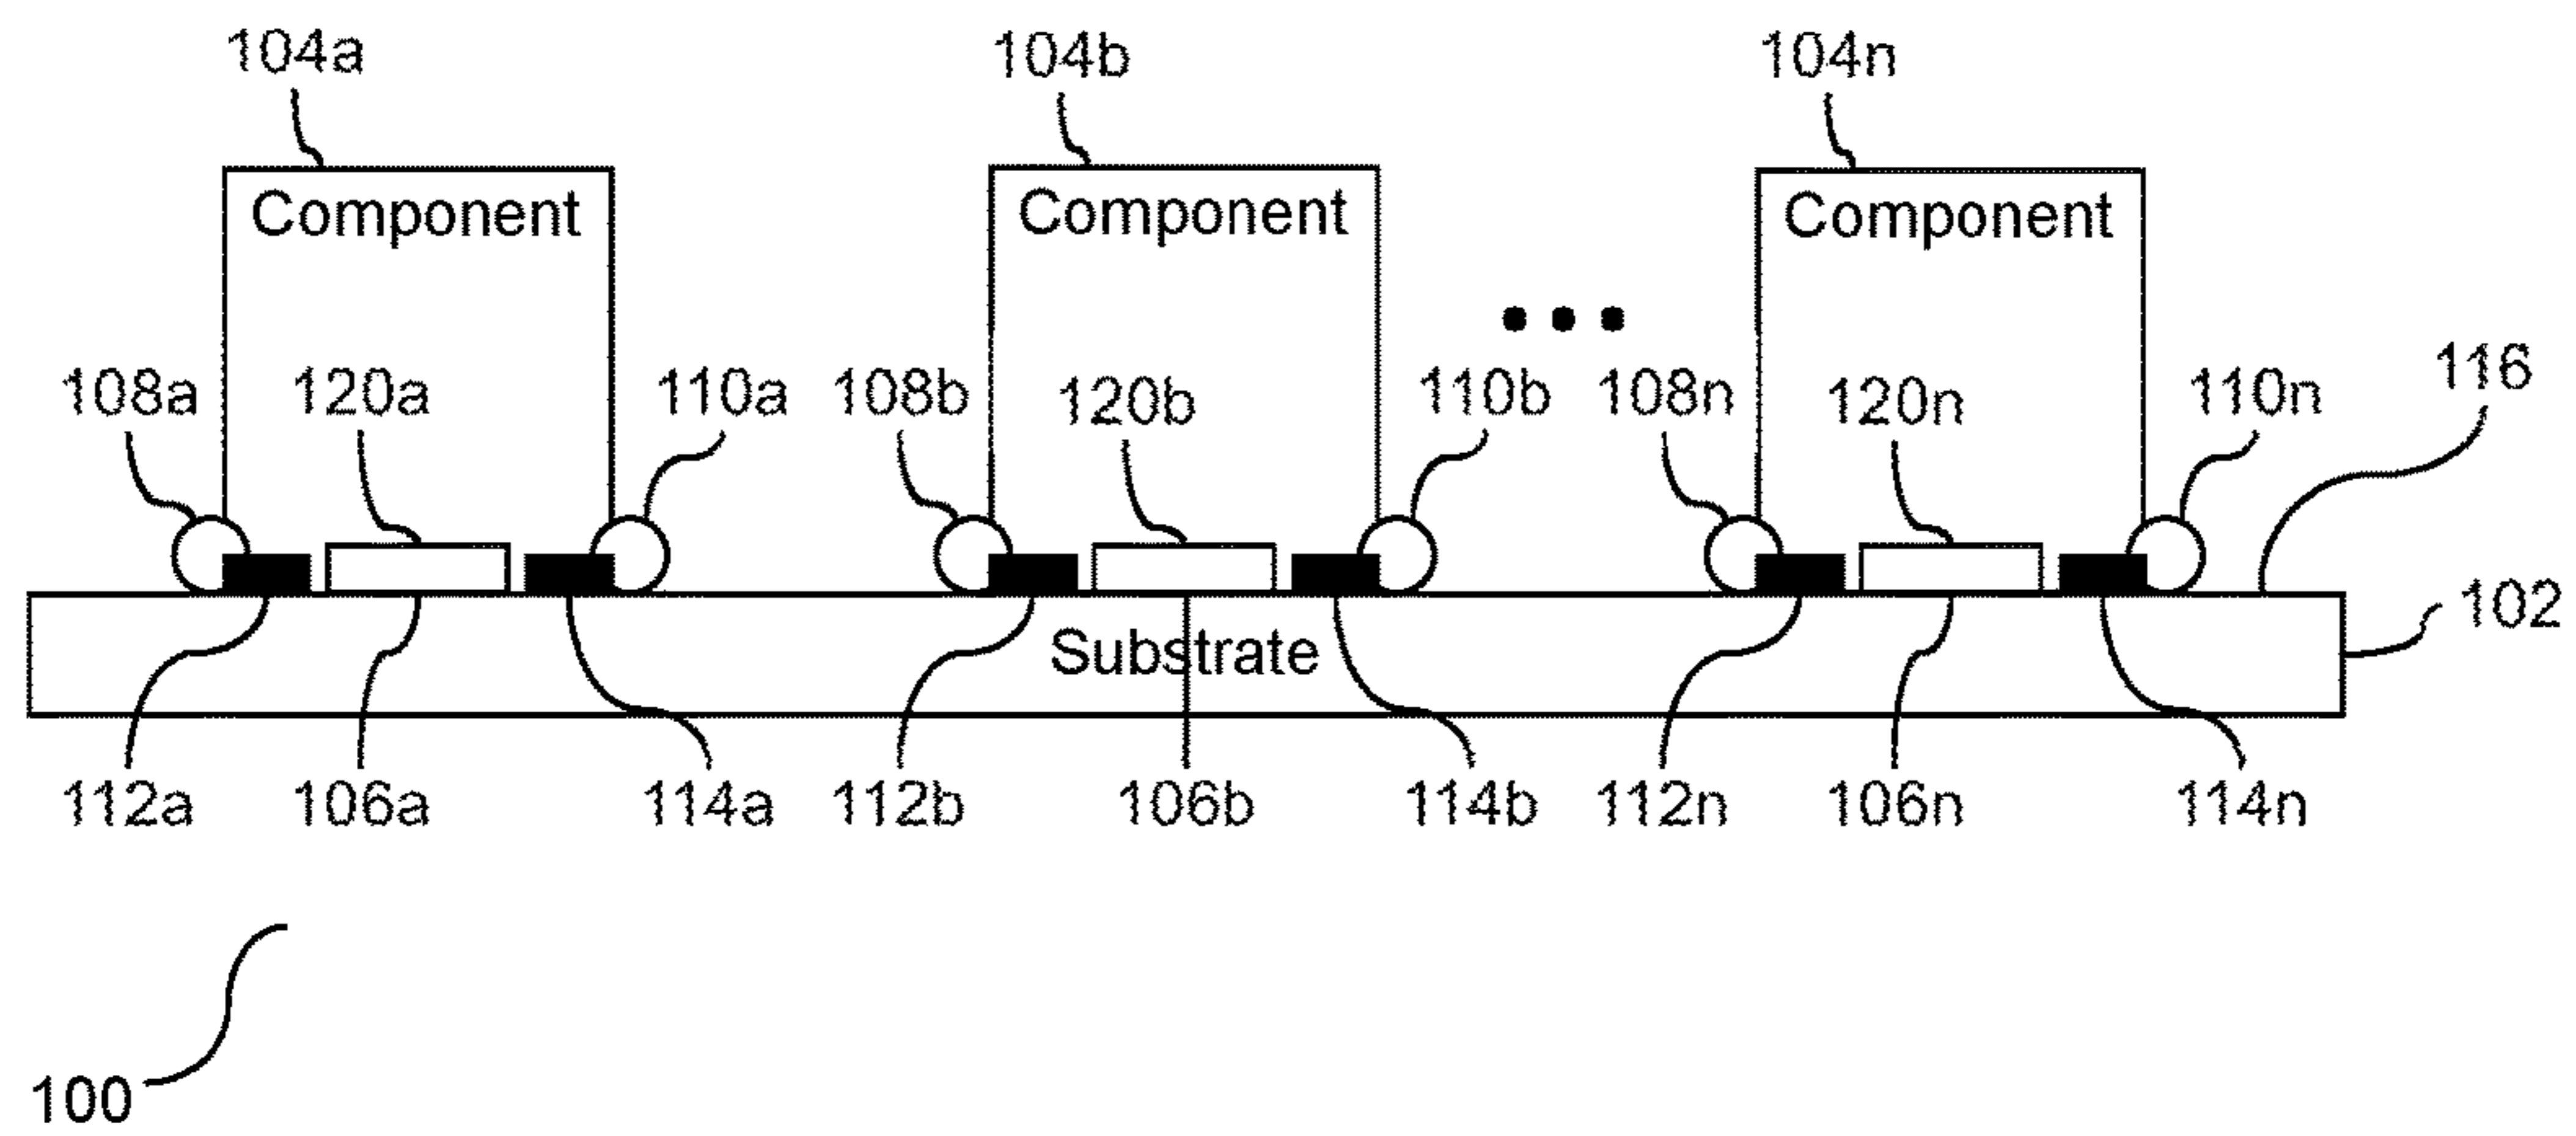 104a 104b 104n
Component Component Component
108a 120a 110a 108b 120b 110b 108n 120n 110n 116
102
Substrate
112a 106a 114a 112b 106b 114b 112n 106n 114n
100